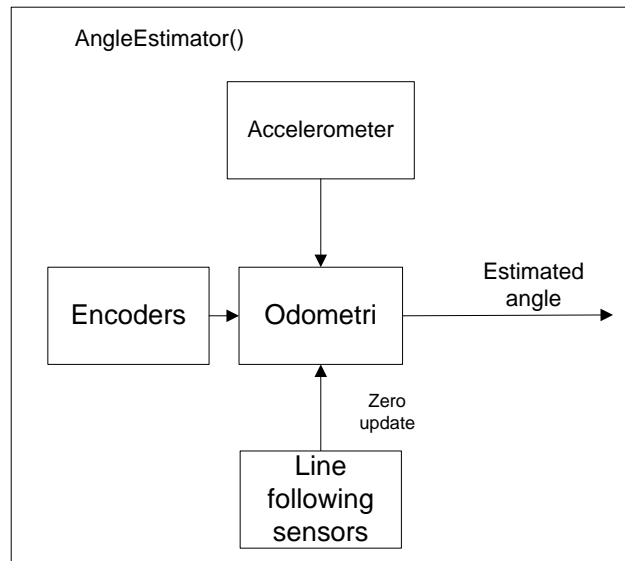 AngleEstimator()
Accelerometer
Encoders
Odometri
Estimated
angle
Zero
update
Line
following
sensors